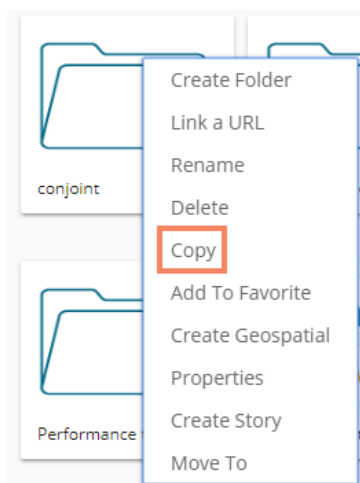 Create Folder
Link a URL
Rename
conjoint
Delete
Copy
Add To Favorite
Create Geospatial
Properties
Create Story
Performance
Move To